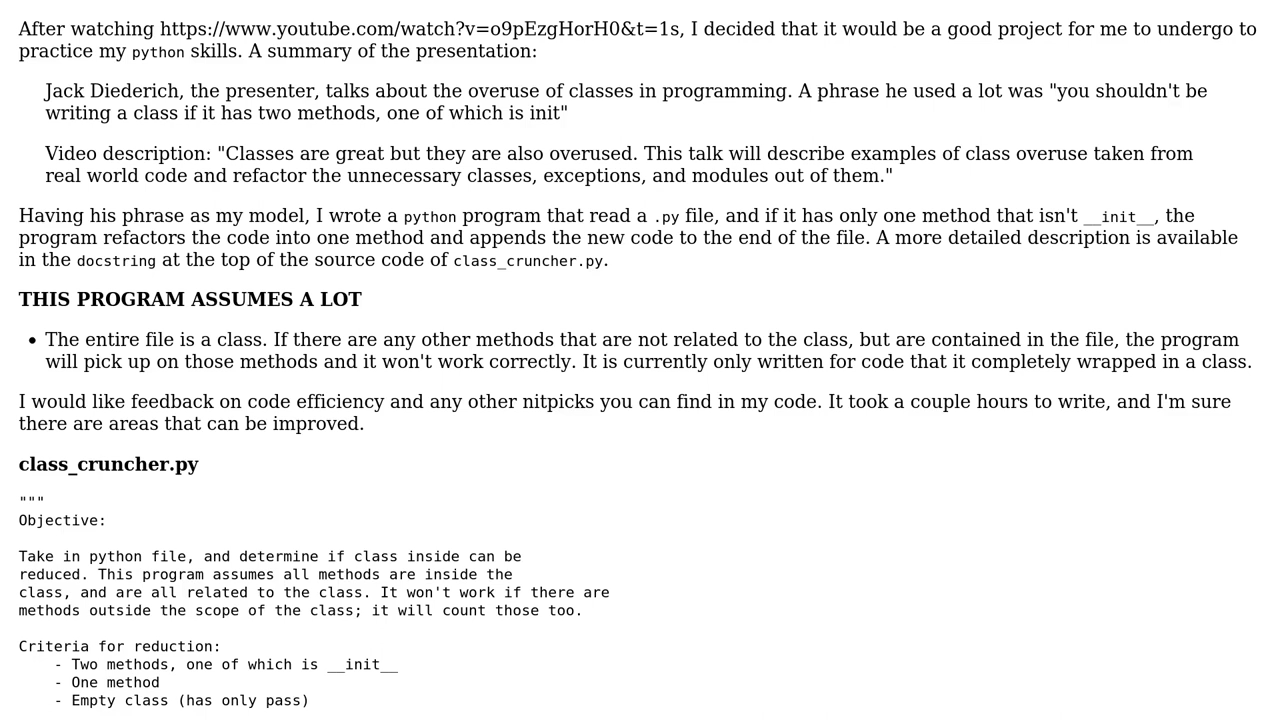 After watching https://www.youtube.com/watch?v=o9pEzgHorH0&t=1s, I decided that it would be a good project for me to undergo to
practice my python skills. A summary of the presentation:
Jack Diederich, the presenter, talks about the overuse of classes in programming. A phrase he used a lot was "you shouldn't be
writing a class if it has two methods, one of which is init"
Video description: "Classes are great but they are also overused. This talk will describe examples of class overuse taken from
real world code and refactor the unnecessary classes, exceptions, and modules out of them."
Having his phrase as my model, I wrote a python program that read a .py file, and if it has only one method that isn't __init__, the
program refactors the code into one method and appends the new code to the end of the file. A more detailed description is available
in the docstring at the top of the source code of class_cruncher.py.
THIS PROGRAM ASSUMES A LOT
• The entire file is a class. If there are any other methods that are not related to the class, but are contained in the file, the program
will pick up on those methods and it won't work correctly. It is currently only written for code that it completely wrapped in a class.
I would like feedback on code efficiency and any other nitpicks you can find in my code. It took a couple hours to write, and I'm sure
there are areas that can be improved.
class_cruncher.py
"""
Objective:
Take in python file, and determine if class inside can be
reduced. This program assumes all methods are inside the
class, and are all related to the class. It won't work if there are
methods outside the scope of the class; it will count those too.
Criteria for reduction:
- Two methods, one of which is __init__
- One method
- Empty class (has only pass)